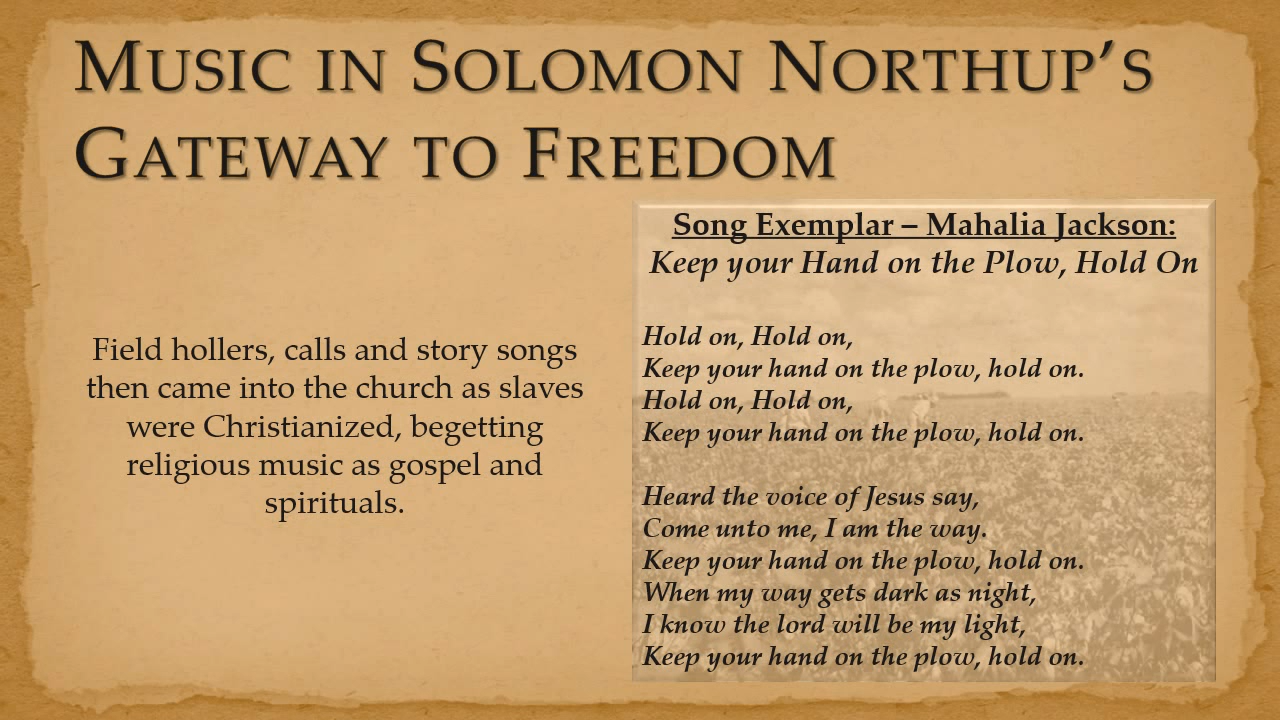 Music in Solomon Northup’s
Gateway to Freedom
Field hollers, calls and story songs
then came into the church as slaves
were Christianized, begetting
religious music as gospel and
spirituals.
Song Exemplar – Mahalia Jackson:
Keep your Hand on the Plow, Hold On
Hold on, Hold on,
Keep your hand on the plow, hold on.
Hold on, Hold on,
Keep your hand on the plow, hold on.
Heard the voice of Jesus say,
Come unto me, I am the way.
Keep your hand on the plow, hold on.
When my way gets dark as night,
I know the lord will be my light,
Keep your hand on the plow, hold on.